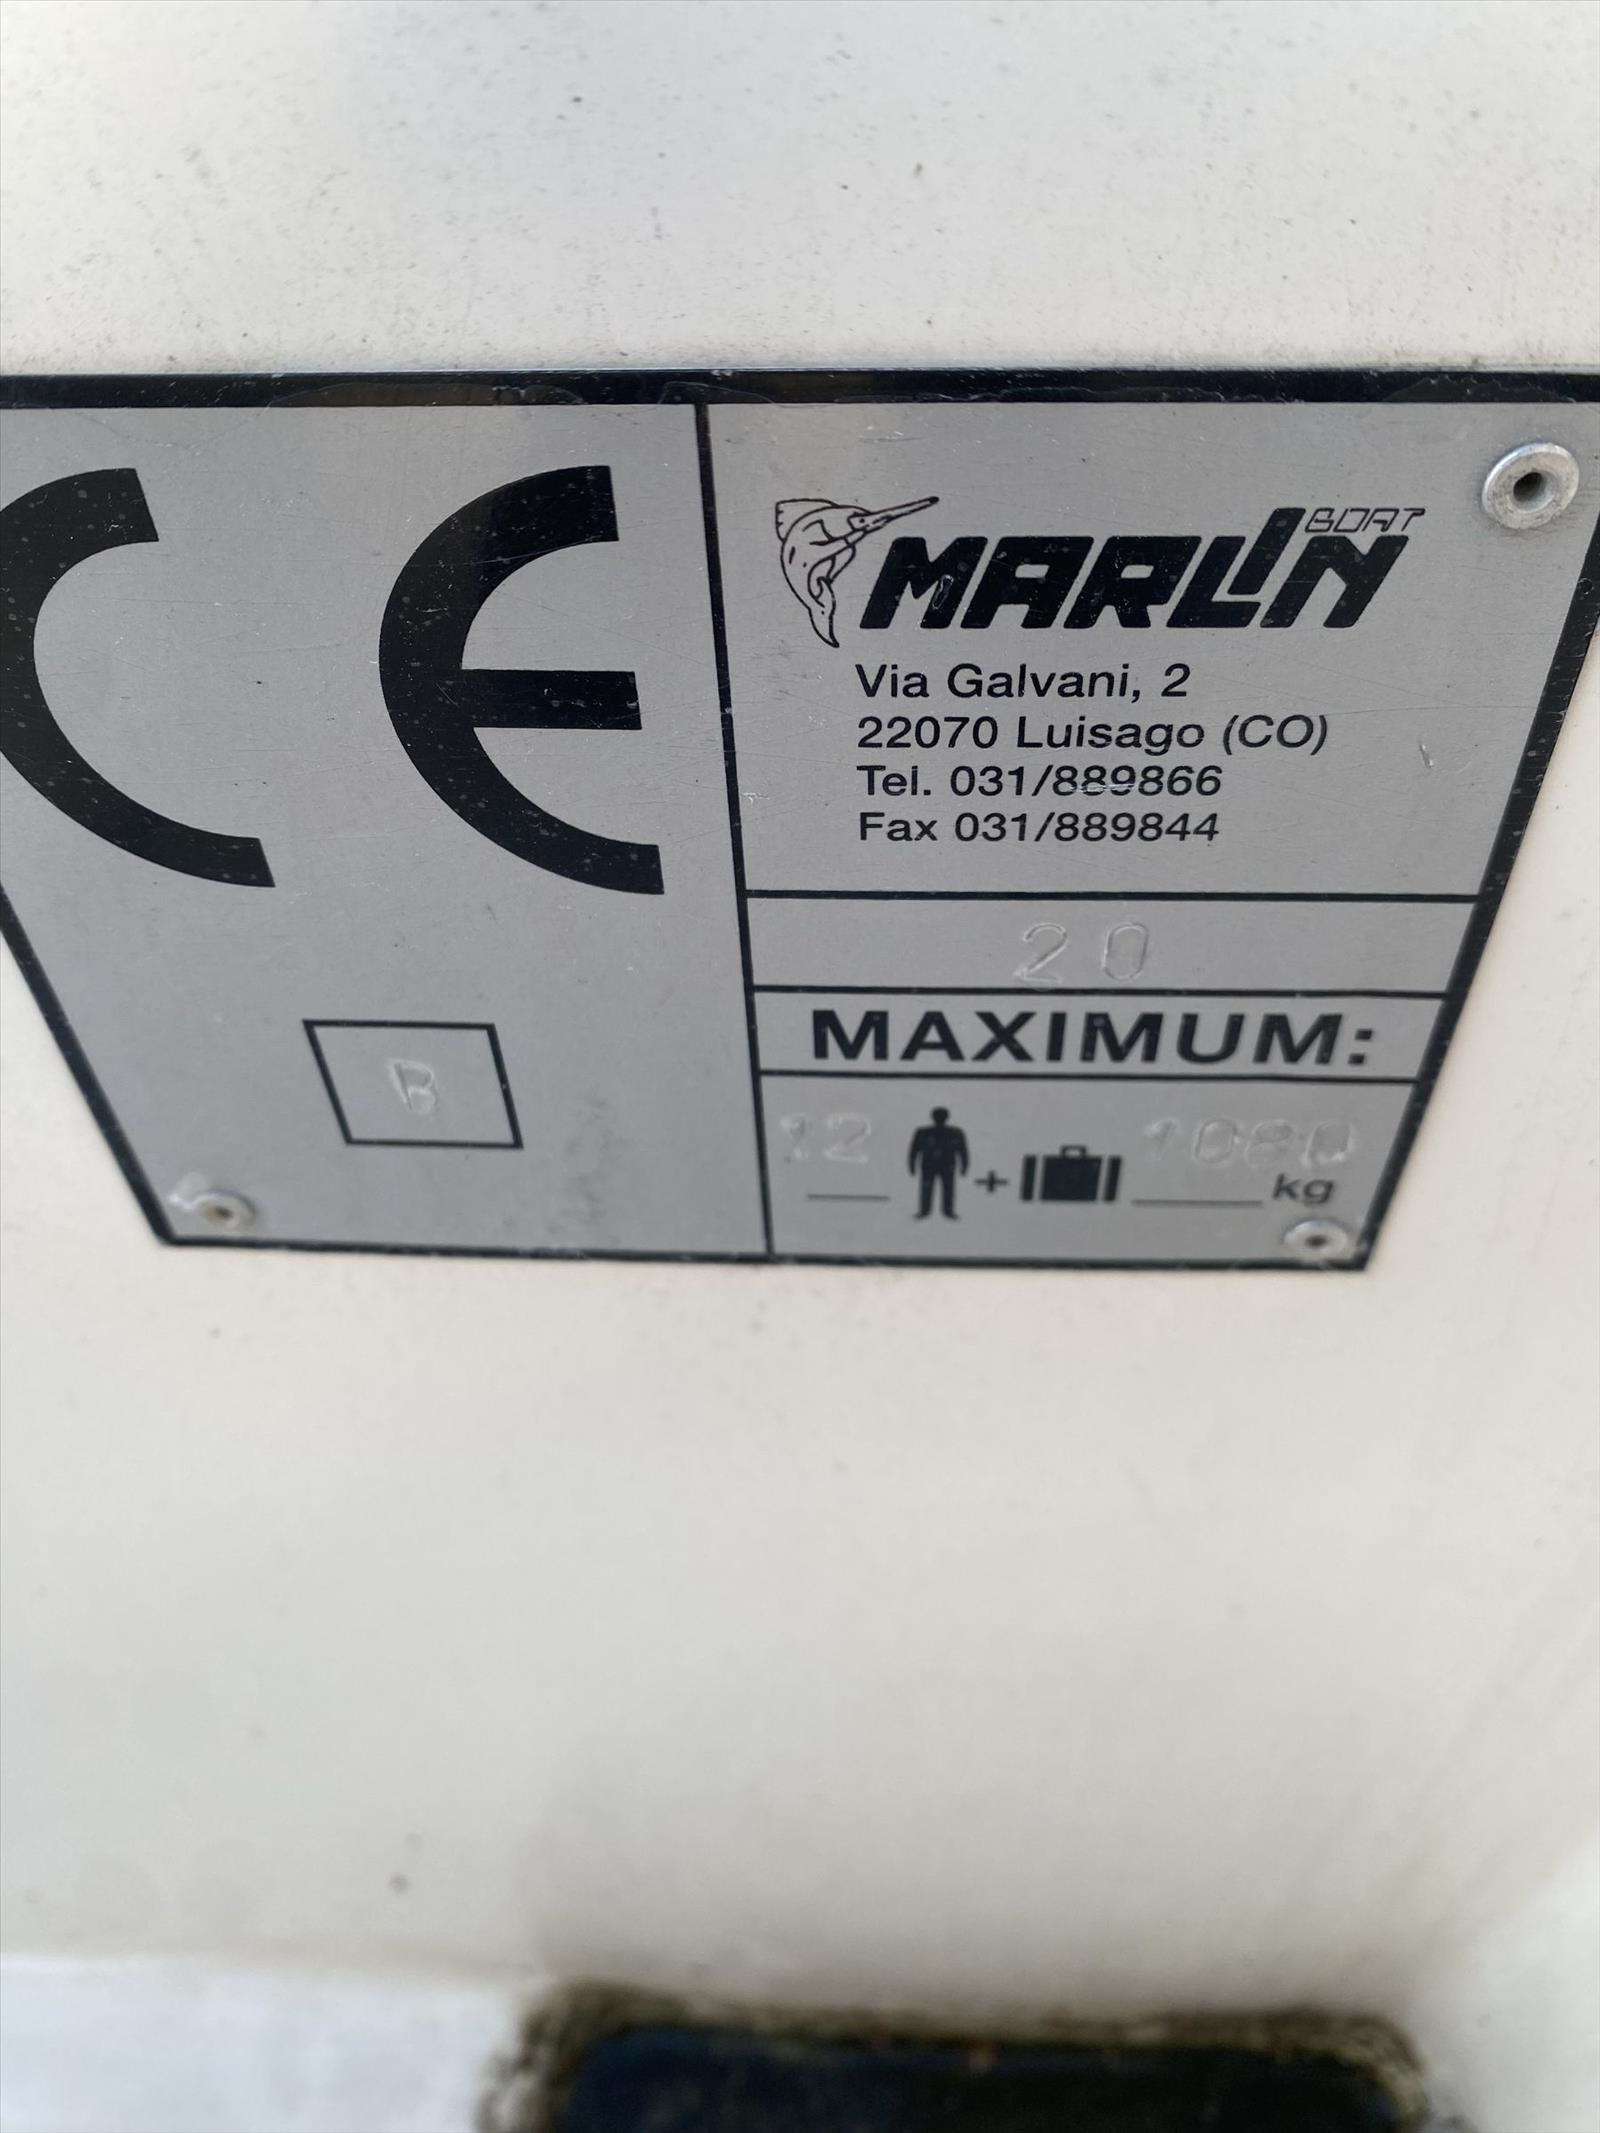 CE
BOAT
MARLIN
Via Galvani, 2
22070 Luisago (CO)
Tel. 031/889866
Fax 031/889844
20
MAXIMUM:
B
12 + 1080 kg